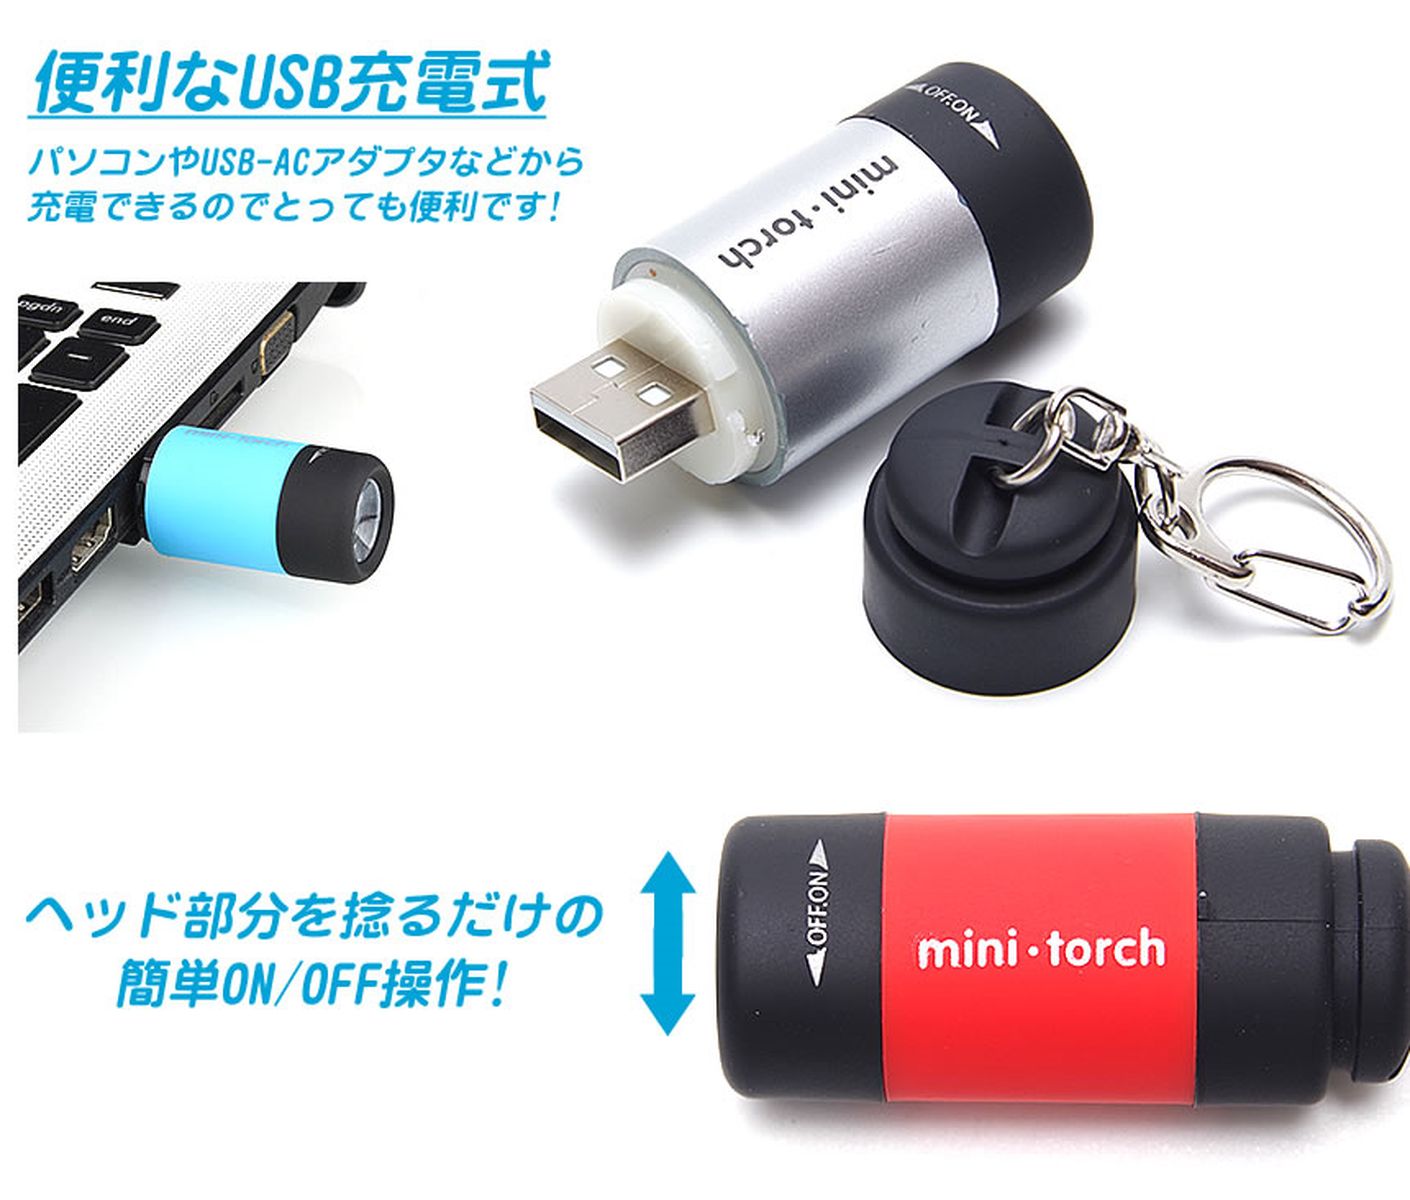 便利なUSB充電式
パソコンやUSB-ACアダプタなどから
充電できるのでとっても便利です!
OFF.ON
mini・torch
end
mini・torch
ヘッド部分を捻るだけの
簡単ON/OFF操作!
OFF.ON
mini・torch